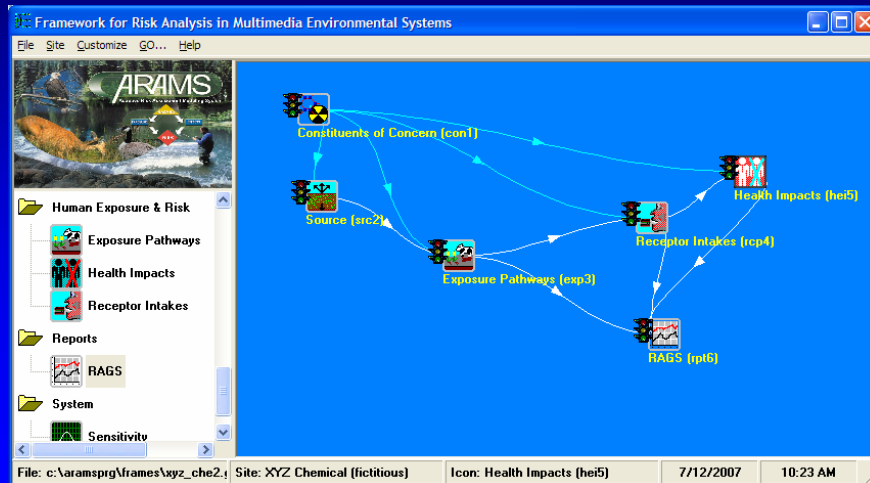 Framework for Risk Analysis in Multimedia Environmental Systems
File Site Customize GO... Help
ARAMS
Human Exposure & Risk
Exposure Pathways
Health Impacts
Receptor Intakes
Reports
RAGS
System
Sensitivity
Constituents of Concern (con1)
Source (src2)
Exposure Pathways (exp3)
Receptor Intakes (rcp4)
Health Impacts (hei5)
RAGS (rpt6)
File: c:\aramsprg\frames\xyz_che2.g
Site: XYZ Chemical (fictitious)
Icon: Health Impacts (hei5)
7/12/2007
10:23 AM